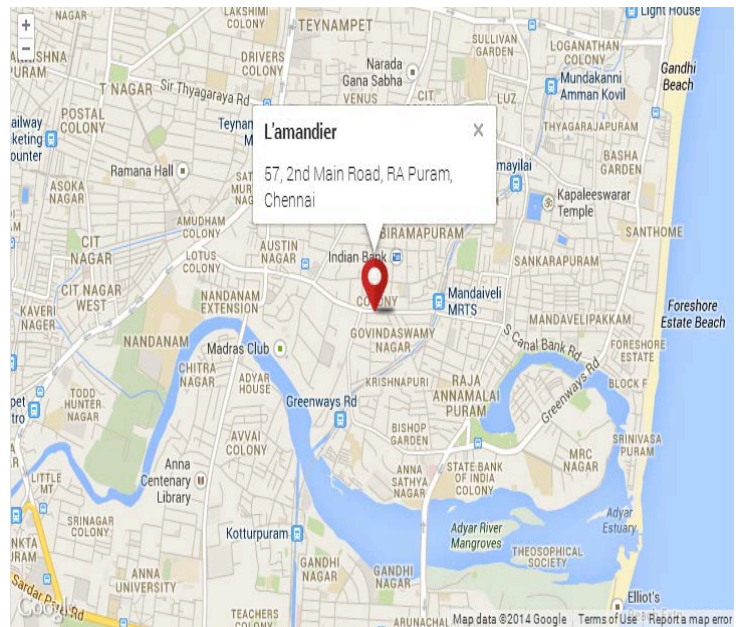 NAGAR
LAKSHIMI
COLONY
TEYNAMPET
Light House
+
−
DRIVERS
COLONY
SULLIVAN
GARDEN
LOGANATHAN
COLONY
Narada
Gana Sabha
Gandhi
Beach
PURAM
T NAGAR
Sir Thyagaraya Rd
VENUS
CIT
LUZ
Mundakanni
Amman Kovil
POSTAL
COLONY
L'amandier
×
THYAGARAJAPURAM
57, 2nd Main Road, RA Puram,
Chennai
BASHA
GARDEN
Ramana Hall
ASOKA
NAGAR
Kapaleeswarar
Temple
AMUDHAM
COLONY
BIRAMAPURAM
SANTHOME
CIT
NAGAR
LOTUS
COLONY
AUSTIN
NAGAR
Indian Bank
SANKARAPURAM
CIT NAGAR
WEST
NANDANAM
EXTENSION
Mandaiveli
MRTS
KAVERI
NAGER
Foreshore
Estate Beach
MANDAVELIPAKKAM
NANDANAM
GOVINDASWAMY
NAGAR
S Canal Bank Rd
FORESHORE
ESTATE
Madras Club
CHITRA
NAGAR
ADYAR
HOUSE
KRISHNAPURI
RAJA
ANNAMALAI
PURAM
BLOCK F
TODD
HUNTER
NAGAR
Greenways Rd
Greenways Rd
BISHOP
GARDEN
AVVAI
COLONY
SRINIVASA
PURAM
MRC
NAGAR
Anna
Centenary
Library
ANNA
SATHYA
NAGAR
STATE BANK
OF INDIA
COLONY
LITTLE
MT
Adyar
Estuary
SRINAGAR
COLONY
Kotturpuram
Adyar River
Mangroves
THEOSOPHICAL
SOCIETY
ANNA
UNIVERSITY
GANDHI
NAGAR
GANDHI
NAGAR
Elliot's
Google
TEACHERS
COLONY
ARUNACHAL
Map data ©2014 Google
Terms of Use
Report a map error